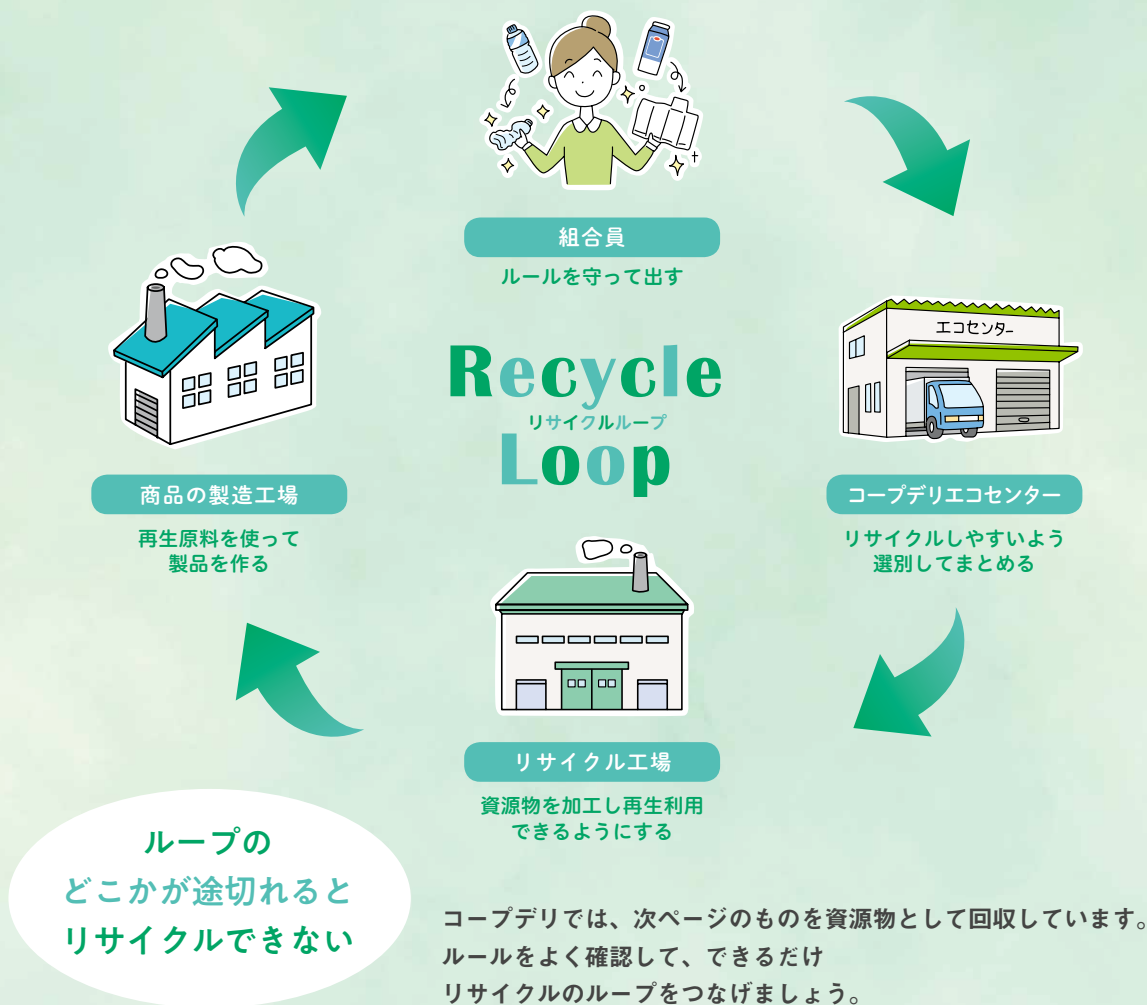 組合員
ルールを守って出す
エコセンター
コープデリエコセンター
リサイクルしやすいよう
選別してまとめる
リサイクル工場
資源物を加工し再生利用
できるようにする
商品の製造工場
再生原料を使って
製品を作る
Recycle
リサイクルループ
Loop
ループの
どこかが途切れると
リサイクルできない
コープデリでは、次ページのものを資源物として回収しています。
ルールをよく確認して、できるだけ
リサイクルのループをつなげましょう。